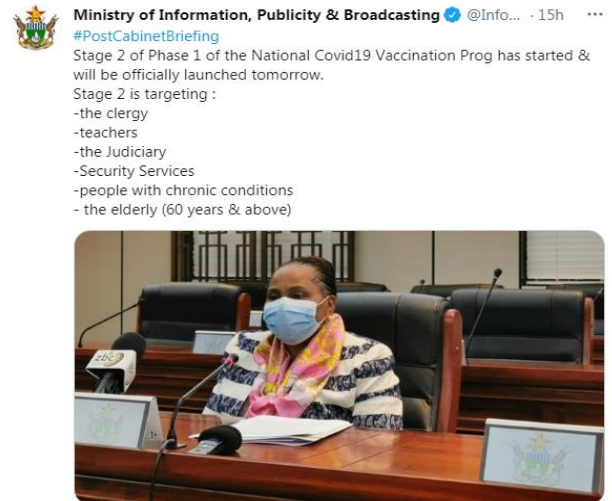 Ministry of Information, Publicity & Broadcasting @Info... · 15h ...
#PostCabinetBriefing
Stage 2 of Phase 1 of the National Covid19 Vaccination Prog has started &
will be officially launched tomorrow.
Stage 2 is targeting :
-the clergy
-teachers
-the Judiciary
-Security Services
-people with chronic conditions
- the elderly (60 years & above)
zbc